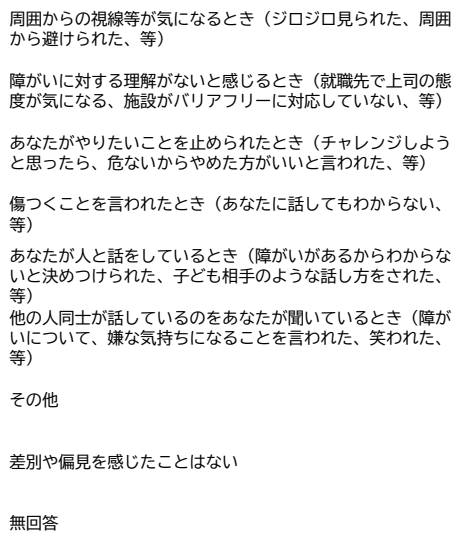 周囲からの視線等が気になるとき（ジロジロ見られた、周囲
から避けられた、等）
障がいに対する理解がないと感じるとき（就職先で上司の態
度が気になる、施設がバリアフリーに対応していない、等）
あなたがやりたいことを止められたとき（チャレンジしよう
と思ったら、危ないからやめた方がいいと言われた、等）
傷つくことを言われたとき（あなたに話してもわからない、
等）
あなたが人と話をしているとき（障がいがあるからわからな
いと決めつけられた、子ども相手のような話し方をされた、
等）
他の人同士が話しているのをあなたが聞いているとき（障が
いについて、嫌な気持ちになることを言われた、笑われた、
等）
その他
差別や偏見を感じたことはない
無回答